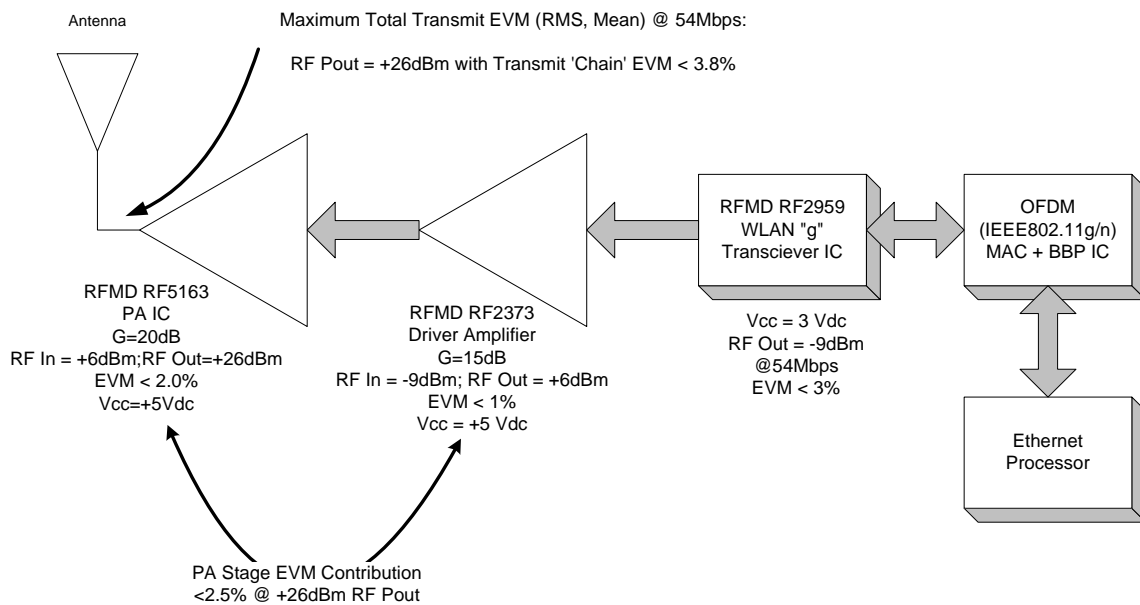 Antenna
Maximum Total Transmit EVM (RMS, Mean) @ 54Mbps:
RF Pout = +26dBm with Transmit 'Chain' EVM < 3.8%
RFMD RF5163
PA IC
G=20dB
RF In = +6dBm;RF Out=+26dBm
EVM < 2.0%
Vcc=+5Vdc
RFMD RF2373
Driver Amplifier
G=15dB
RF In = -9dBm; RF Out = +6dBm
EVM < 1%
Vcc = +5 Vdc
RFMD RF2959
WLAN "g"
Transciever IC
Vcc = 3 Vdc
RF Out = -9dBm
@54Mbps
EVM < 3%
OFDM
(IEEE802.11g/n)
MAC + BBP IC
Ethernet
Processor
PA Stage EVM Contribution
<2.5% @ +26dBm RF Pout